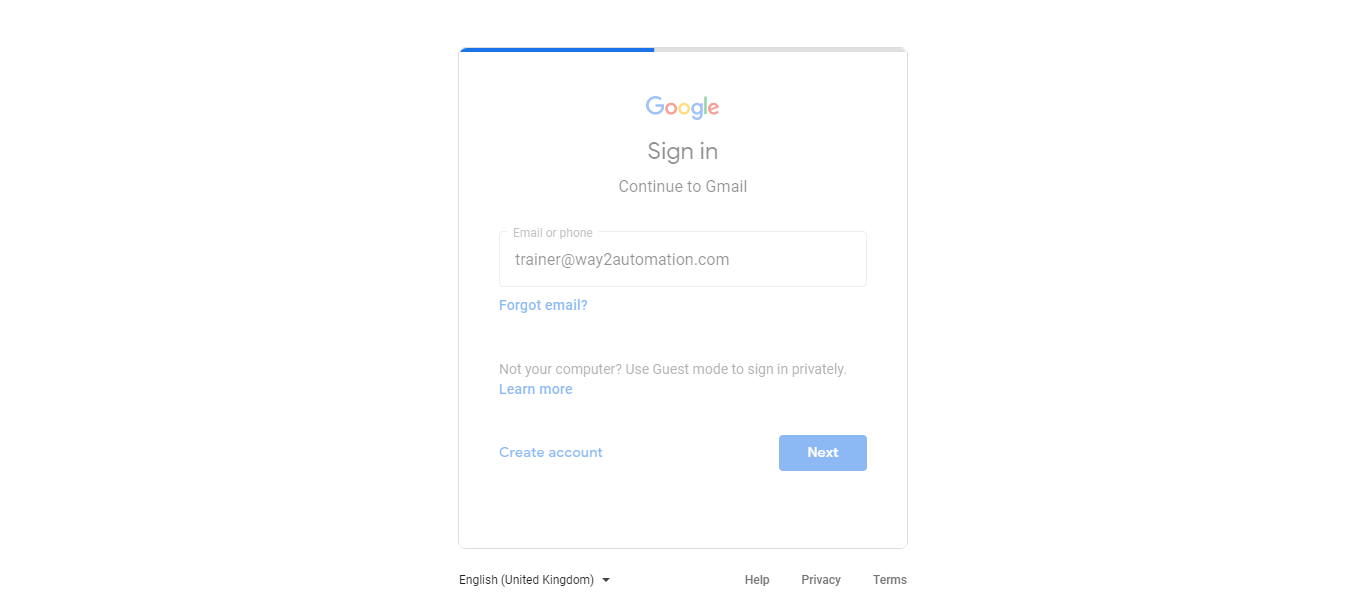 Google
Sign in
Continue to Gmail
Email or phone
trainer@way2automation.com
Forgot email?
Not your computer? Use Guest mode to sign in privately.
Learn more
Create account
Next
English (United Kingdom)
Help
Privacy
Terms